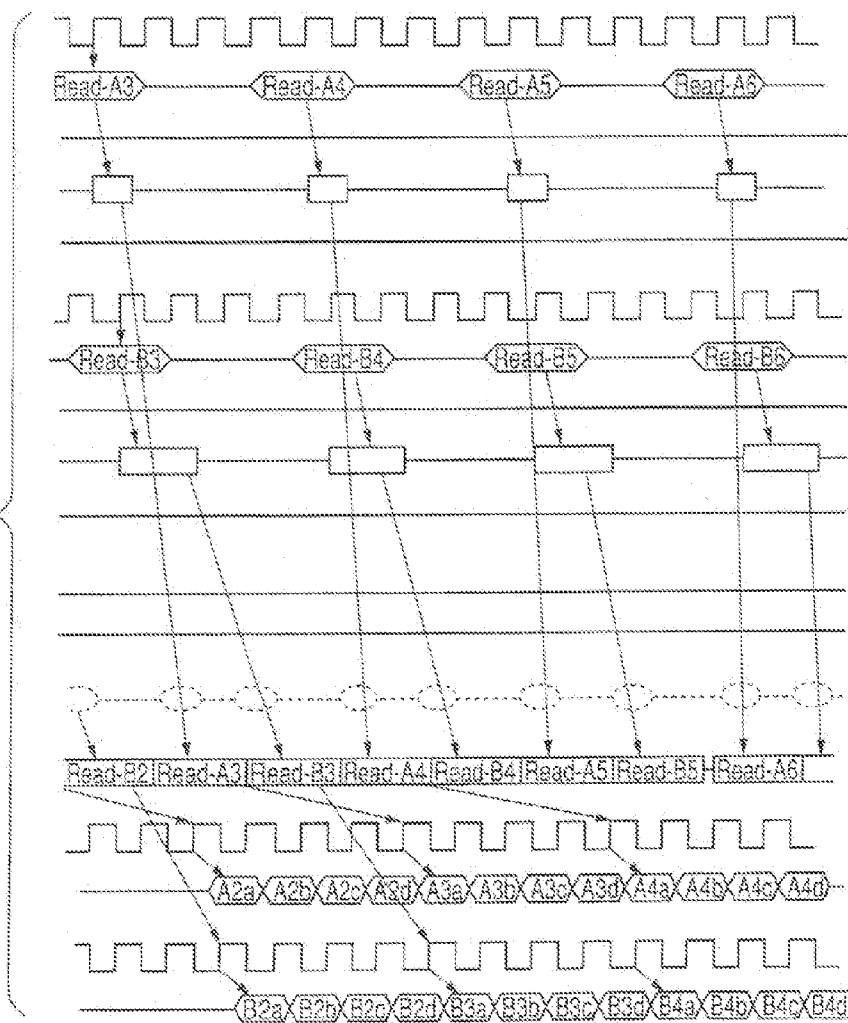 Read-A3 Read-A4 Read-A5 Read-A6
Read-B3 Read-B4 Read-B5 Read-B6
Read-B2 Read-A3 Read-B3 Read-A4 Read-B4 Read-A5 Read-B5 Read-A6
A2a A2b A2c A2d A3a A3b A3c A3d A4a A4b A4c A4d
B2a B2b B2c B2d B3a B3b B3c B3d B4a B4b B4c B4d